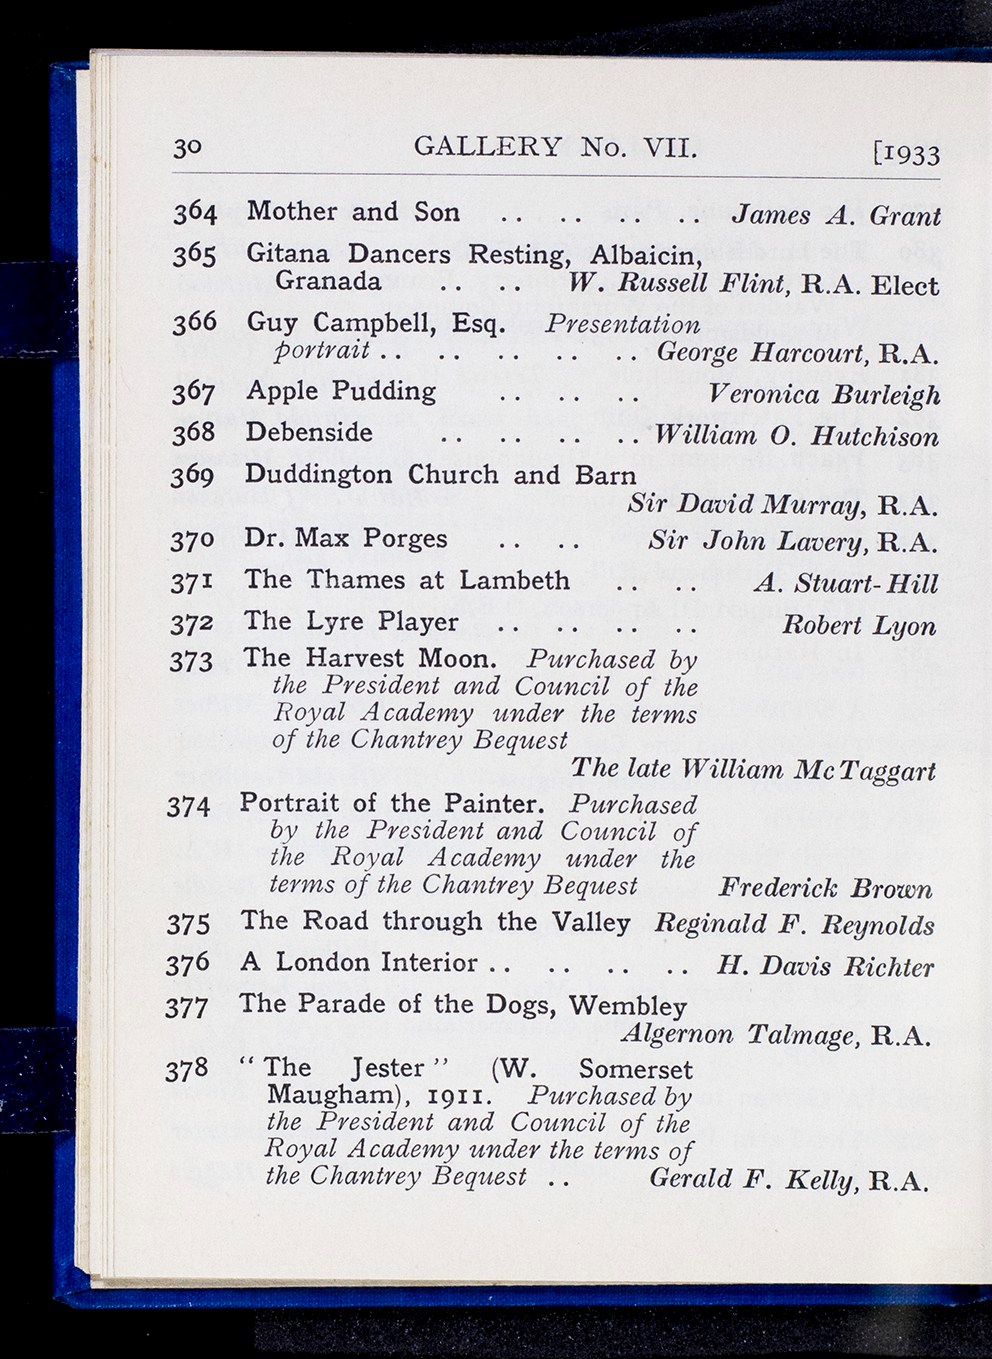 30 GALLERY No. VII. [1933
364 Mother and Son .. .. .. .. James A. Grant
365 Gitana Dancers Resting, Albaicin,
Granada .. .. W. Russell Flint, R.A. Elect
366 Guy Campbell, Esq. Presentation
portrait .. .. .. .. .. George Harcourt, R.A.
367 Apple Pudding .. .. .. Veronica Burleigh
368 Debenside .. .. .. .. William O. Hutchison
369 Duddington Church and Barn
Sir David Murray, R.A.
370 Dr. Max Porges .. .. Sir John Lavery, R.A.
371 The Thames at Lambeth .. .. A. Stuart-Hill
372 The Lyre Player .. .. .. .. Robert Lyon
373 The Harvest Moon. Purchased by
the President and Council of the
Royal Academy under the terms
of the Chantrey Bequest
The late William McTaggart
374 Portrait of the Painter. Purchased
by the President and Council of
the Royal Academy under the
terms of the Chantrey Bequest Frederick Brown
375 The Road through the Valley Reginald F. Reynolds
376 A London Interior .. .. .. .. H. Davis Richter
377 The Parade of the Dogs, Wembley
Algernon Talmage, R.A.
378 “The Jester” (W. Somerset
Maugham), 1911. Purchased by
the President and Council of the
Royal Academy under the terms of
the Chantrey Bequest .. Gerald F. Kelly, R.A.